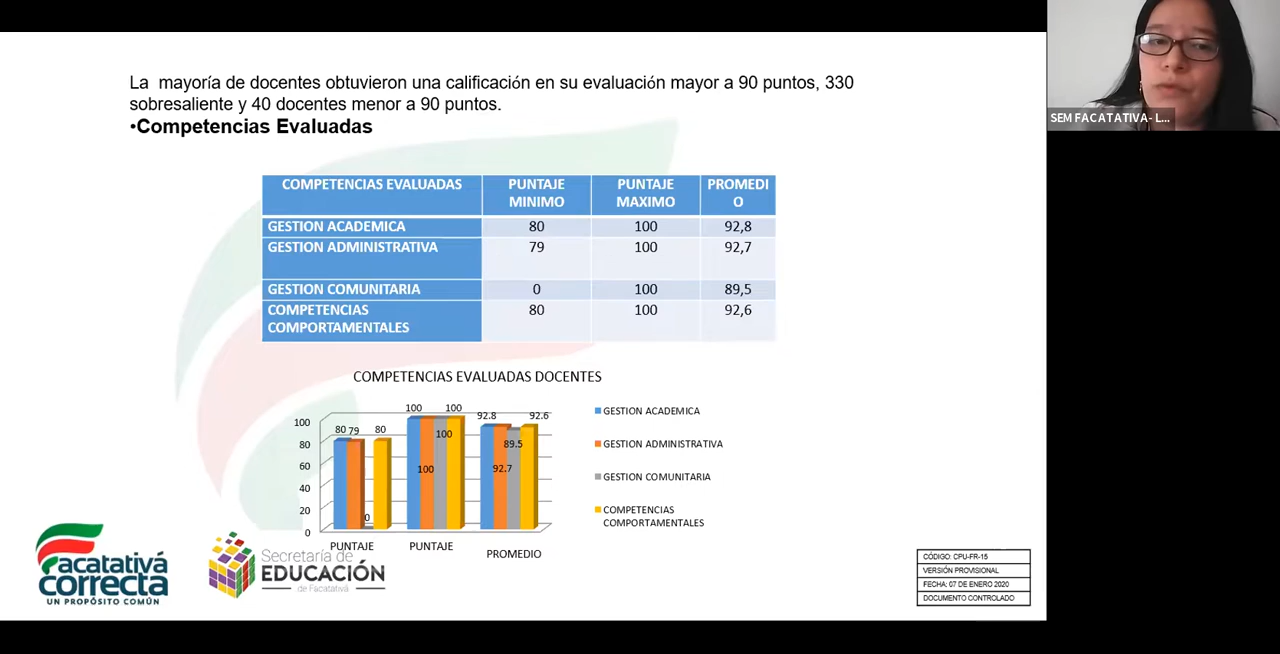 La  mayoría de docentes obtuvieron una calificación en su evaluación mayor a 90 puntos, 330
sobresaliente y 40 docentes menor a 90 puntos.
•Competencias Evaluadas
SEM FACATATIVA- L...
COMPETENCIAS EVALUADAS
PUNTAJE
MINIMO
PUNTAJE
MAXIMO
PROMEDI
O
GESTION ACADEMICA 80 100 92,8
GESTION ADMINISTRATIVA 79 100 92,7
GESTION COMUNITARIA 0 100 89,5
COMPETENCIAS
COMPORTAMENTALES 80 100 92,6
COMPETENCIAS EVALUADAS DOCENTES
100
80
60
40
20
0
80 79 0 80
100 100 100 100
92.8 92.7 89.5 92.6
PUNTAJE PUNTAJE PROMEDIO
GESTION ACADEMICA
GESTION ADMINISTRATIVA
GESTION COMUNITARIA
COMPETENCIAS
COMPORTAMENTALES
Facatativá
correcta
UN PROPÓSITO COMÚN
Secretaría de
EDUCACIÓN
de Facatativá
CÓDIGO: CPU-FR-15
VERSIÓN PROVISIONAL
FECHA: 07 DE ENERO 2020
DOCUMENTO CONTROLADO